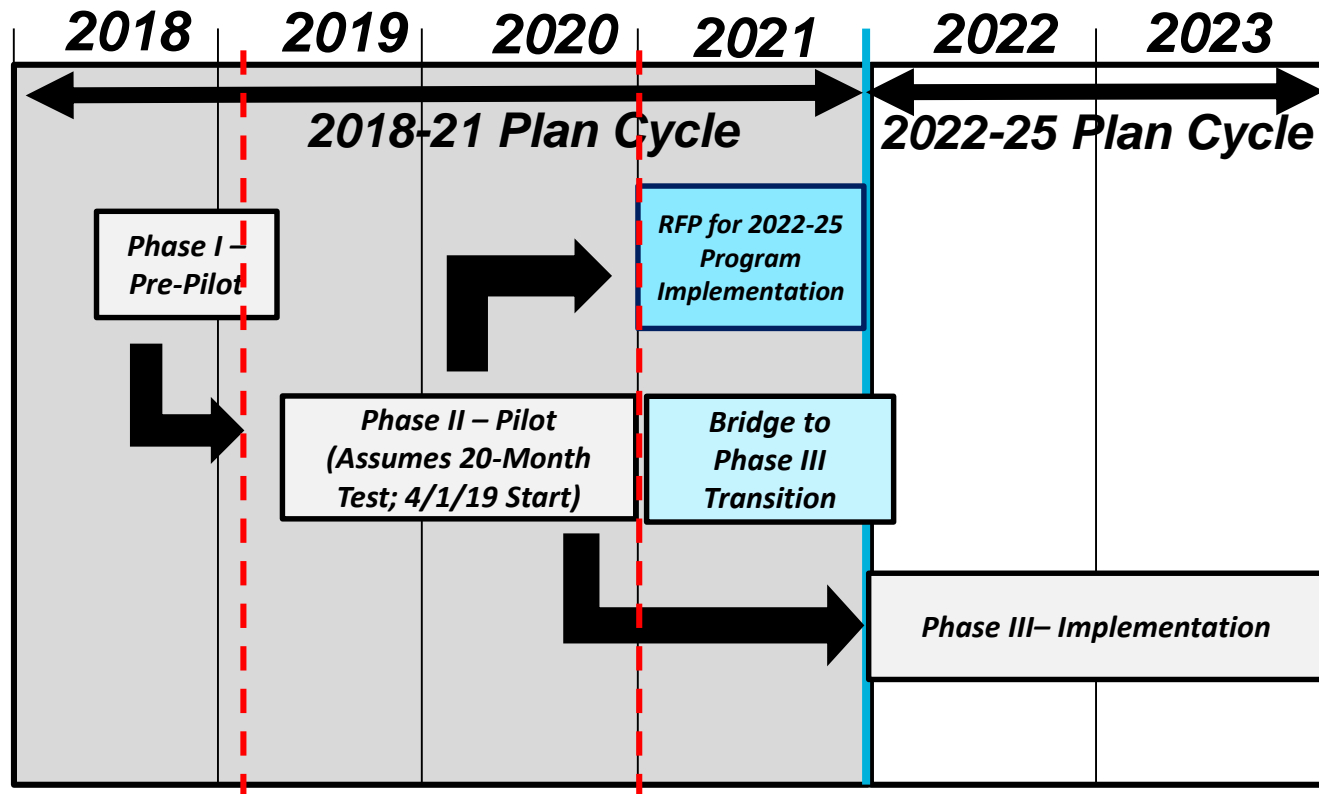 2018 2019 2020 2021 2022 2023
2018-21 Plan Cycle
2022-25 Plan Cycle
Phase I –
Pre-Pilot
RFP for 2022-25
Program
Implementation
Phase II – Pilot
(Assumes 20-Month
Test; 4/1/19 Start)
Bridge to
Phase III
Transition
Phase III– Implementation